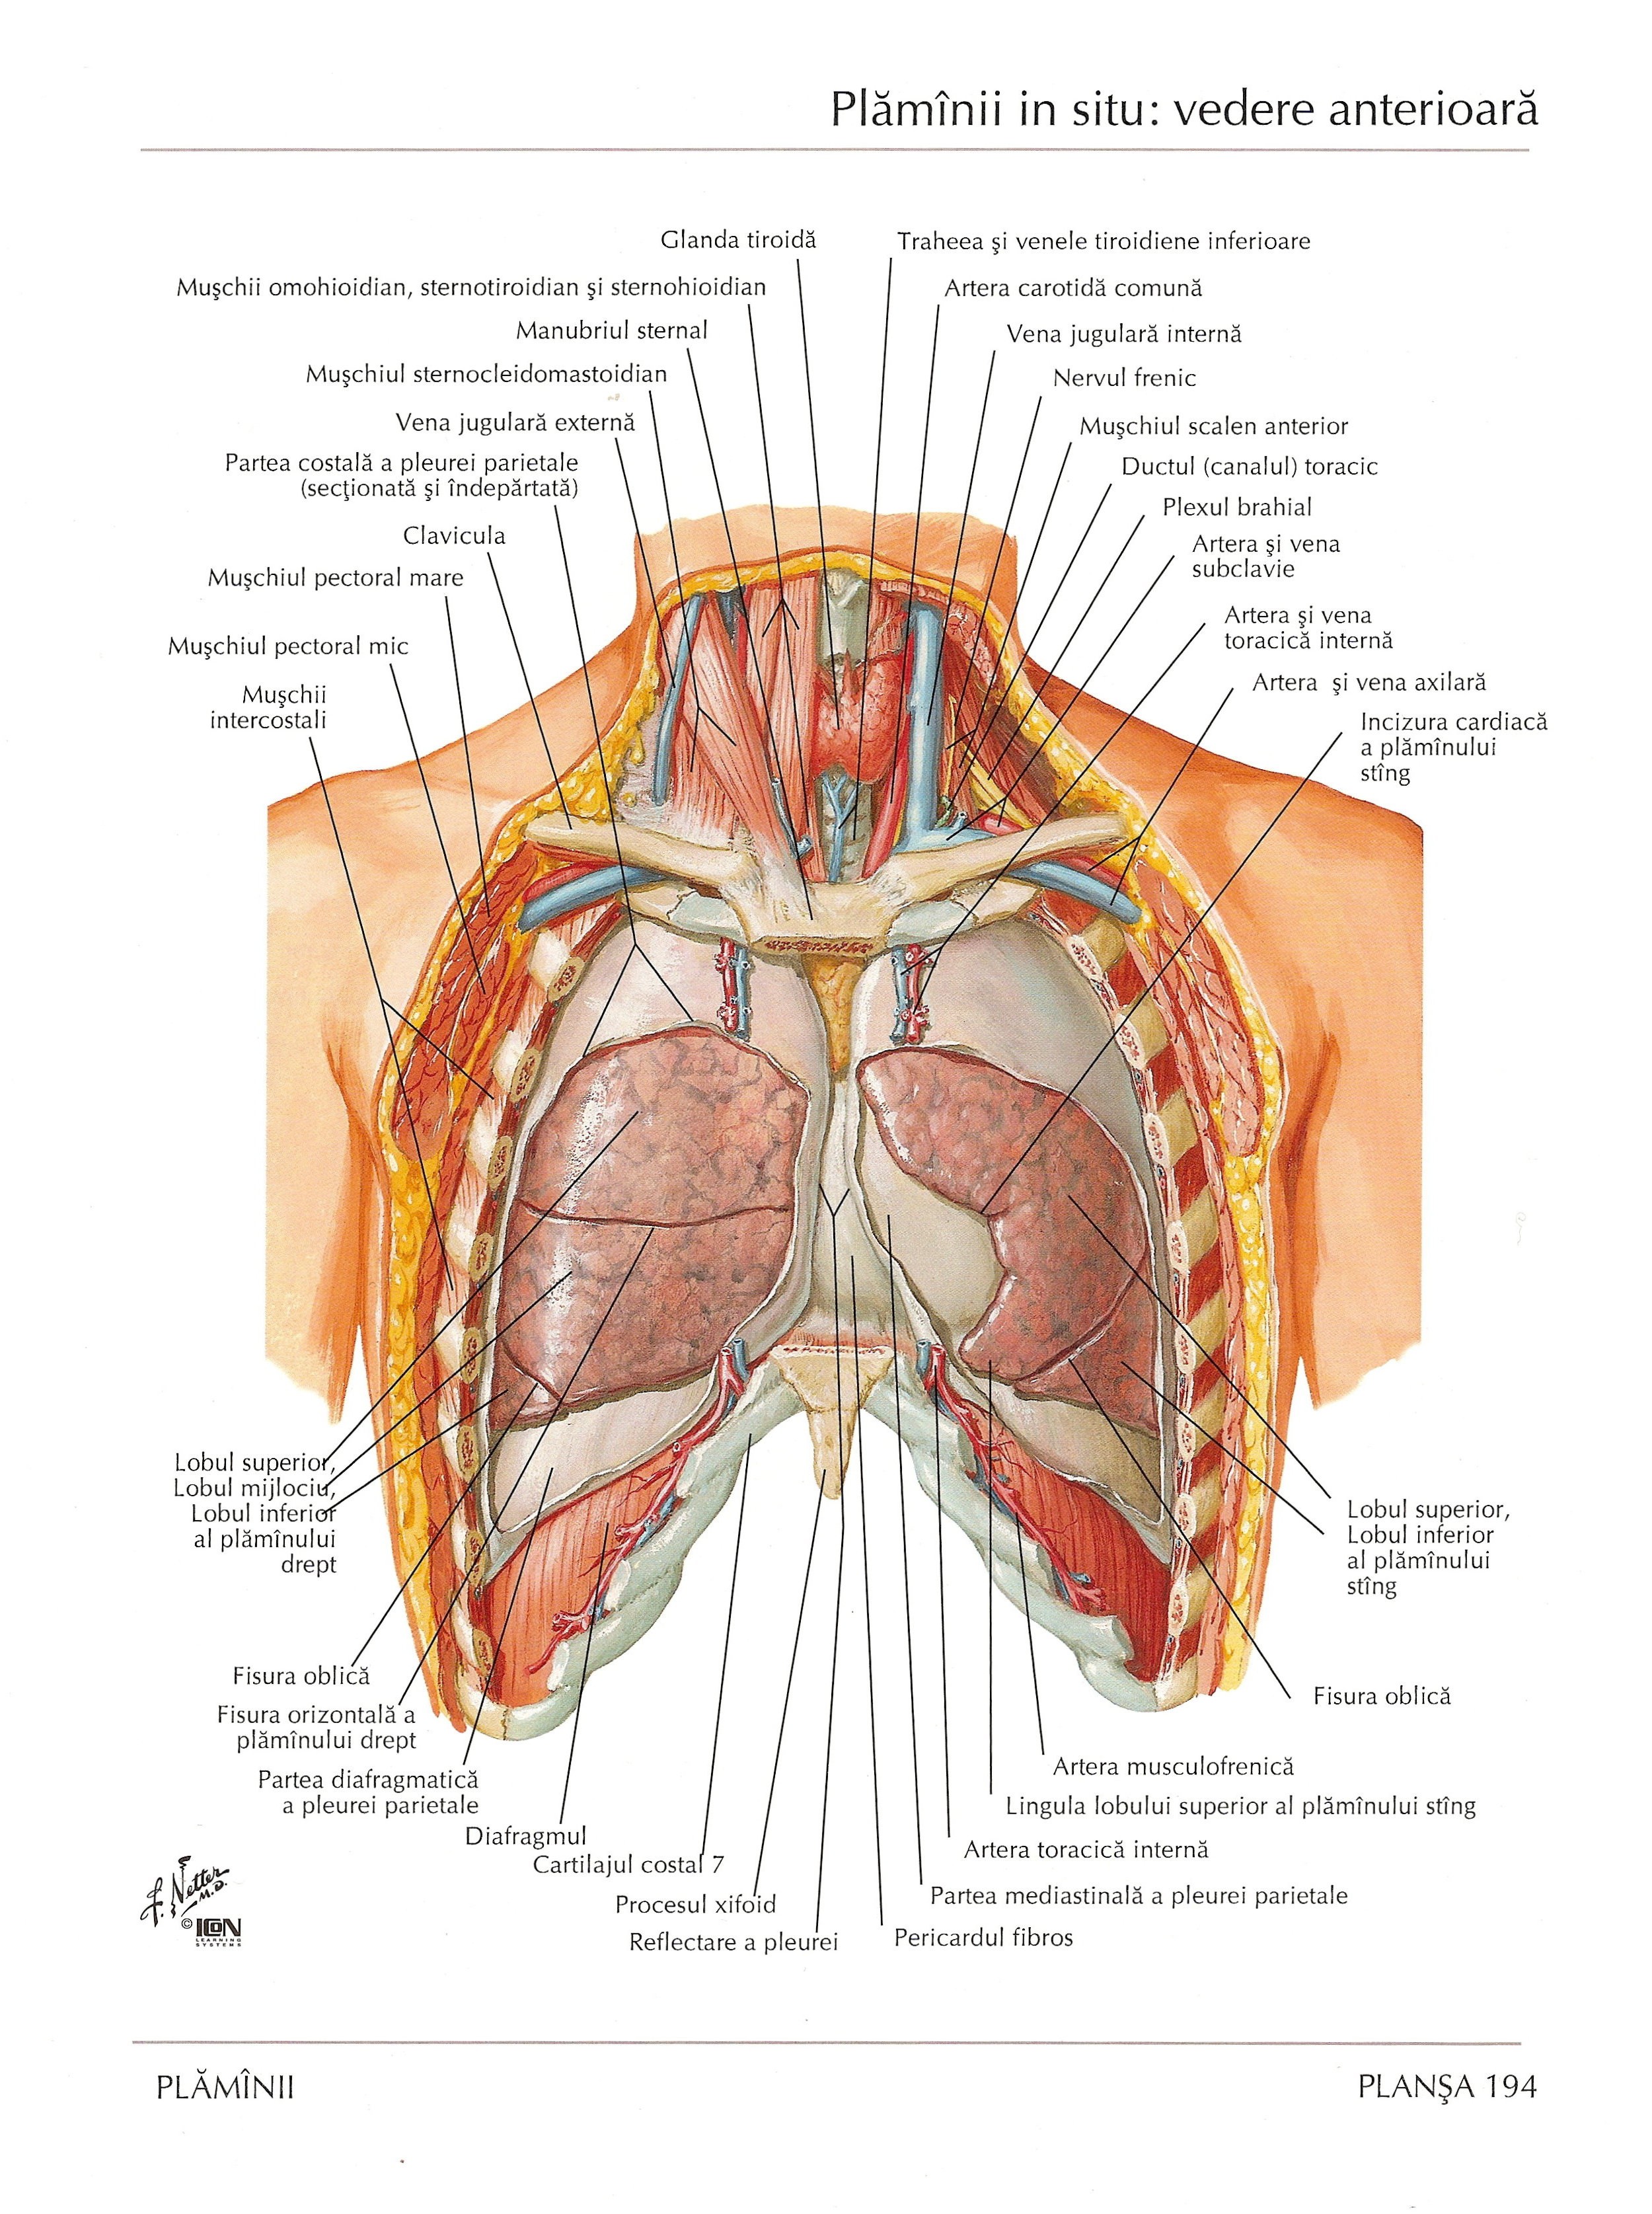 Plămînii in situ: vedere anterioară
Glanda tiroidă
Muşchii omohioidian, sternotiroidian şi sternohioidian
Manubriul sternal
Muşchiul sternocleidomastoidian
Vena jugulară externă
Partea costală a pleurei parietale
(secţionată şi îndepărtată)
Clavicula
Muşchiul pectoral mare
Muşchiul pectoral mic
Muşchii
intercostali
Traheea şi venele tiroidiene inferioare
Artera carotidă comună
Vena jugulară internă
Nervul frenic
Muşchiul scalen anterior
Ductul (canalul) toracic
Plexul brahial
Artera şi vena
subclavie
Artera şi vena
toracică internă
Artera şi vena axilară
Incizura cardiacă
a plămînului
stîng
Lobul superior,
Lobul mijlociu,
Lobul inferior
al plămînului
drept
Fisura oblică
Fisura orizontală a
plămînului drept
Partea diafragmatică
a pleurei parietale
Diafragmul
Cartilajul costal 7
Procesul xifoid
Reflectare a pleurei
Lobul superior,
Lobul inferior
al plămînului
stîng
Fisura oblică
Artera musculofrenică
Lingula lobului superior al plămînului stîng
Artera toracică internă
Partea mediastinală a pleurei parietale
Pericardul fibros
F. Netter
M.D.
© ICON
LEARNING
SYSTEMS
PLĂMÎNII
PLANŞA 194